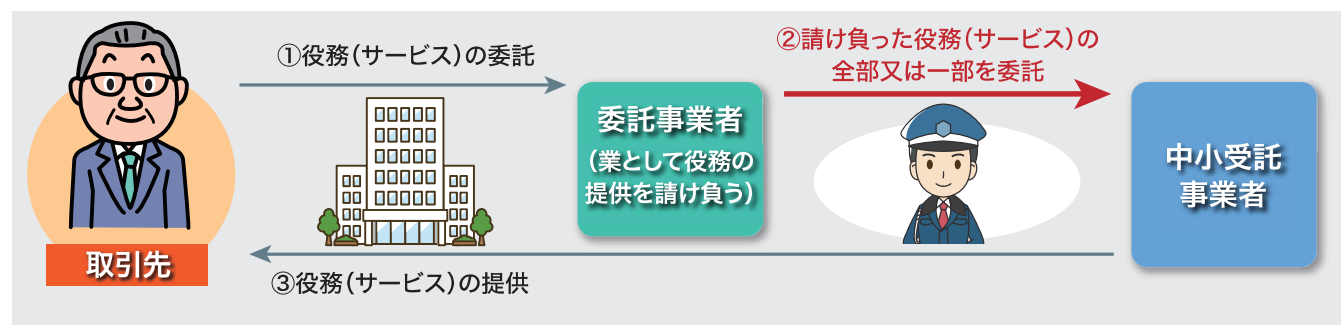 ①役務（サービス）の委託
②請け負った役務（サービス）の
全部又は一部を委託
委託事業者
（業として役務の
提供を請け負う）
中小受託
事業者
取引先
③役務（サービス）の提供